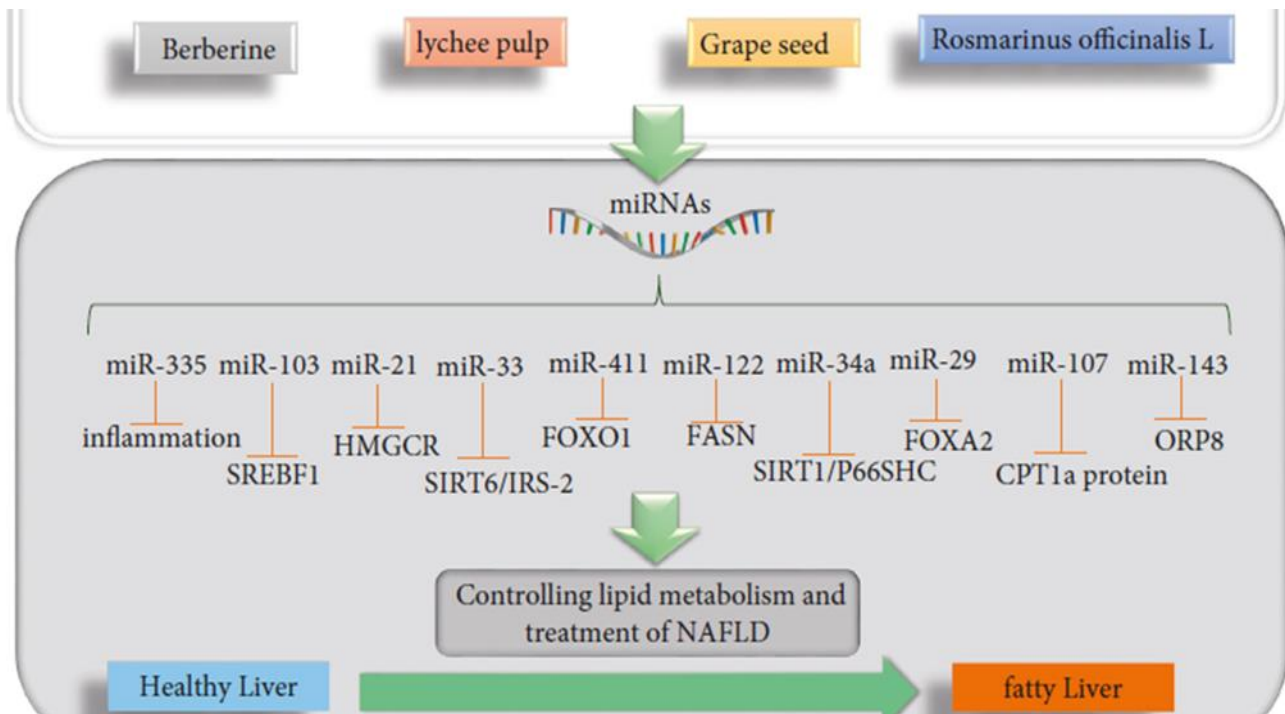 Berberine
lychee pulp
Grape seed
Rosmarinus officinalis L
miRNAs
miR-335 miR-103 miR-21 miR-33 miR-411 miR-122 miR-34a miR-29 miR-107 miR-143
inflammation
SREBF1
HMGCR
SIRT6/IRS-2
FOXO1
FASN
SIRT1/P66SHC
FOXA2
CPT1a protein
ORP8
Controlling lipid metabolism and
treatment of NAFLD
Healthy Liver
fatty Liver